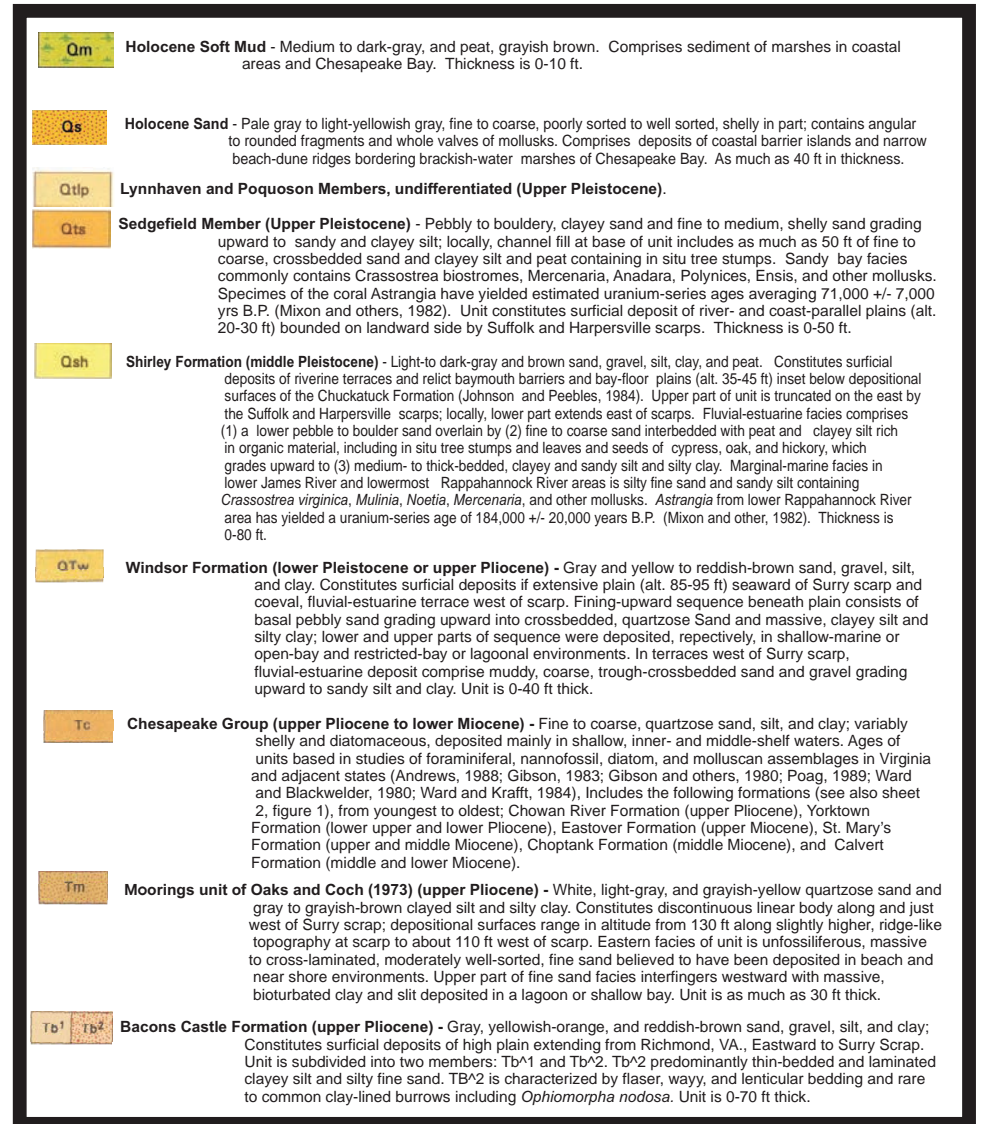 Qm Holocene Soft Mud - Medium to dark-gray, and peat, grayish brown. Comprises sediment of marshes in coastal
areas and Chesapeake Bay. Thickness is 0-10 ft.
Qs Holocene Sand - Pale gray to light-yellowish gray, fine to coarse, poorly sorted to well sorted, shelly in part; contains angular
to rounded fragments and whole valves of mollusks. Comprises deposits of coastal barrier islands and narrow
beach-dune ridges bordering brackish-water marshes of Chesapeake Bay. As much as 40 ft in thickness.
Qtlp Lynnhaven and Poquoson Members, undifferentiated (Upper Pleistocene).
Qts Sedgefield Member (Upper Pleistocene) - Pebbly to bouldery, clayey sand and fine to medium, shelly sand grading
upward to sandy and clayey silt; locally, channel fill at base of unit includes as much as 50 ft of fine to
coarse, crossbedded sand and clayey silt and peat containing in situ tree stumps. Sandy bay facies
commonly contains Crassostrea biostromes, Mercenaria, Anadara, Polynices, Ensis, and other mollusks.
Specimes of the coral Astrangia have yielded estimated uranium-series ages averaging 71,000 +/- 7,000
yrs B.P. (Mixon and others, 1982). Unit constitutes surficial deposit of river- and coast-parallel plains (alt.
20-30 ft) bounded on landward side by Suffolk and Harpersville scarps. Thickness is 0-50 ft.
Qsh Shirley Formation (middle Pleistocene) - Light-to dark-gray and brown sand, gravel, silt, clay, and peat. Constitutes surficial
deposits of riverine terraces and relict baymouth barriers and bay-floor plains (alt. 35-45 ft) inset below depositional
surfaces of the Chuckatuck Formation (Johnson and Peebles, 1984). Upper part of unit is truncated on the east by
the Suffolk and Harpersville scarps; locally, lower part extends east of scarps. Fluvial-estuarine facies comprises
(1) a lower pebble to boulder sand overlain by (2) fine to coarse sand interbedded with peat and clayey silt rich
in organic material, including in situ tree stumps and leaves and seeds of cypress, oak, and hickory, which
grades upward to (3) medium- to thick-bedded, clayey and sandy silt and silty clay. Marginal-marine facies in
lower James River and lowermost Rappahannock River areas is silty fine sand and sandy silt containing
Crassostrea virginica, Mulinia, Noetia, Mercenaria, and other mollusks. Astrangia from lower Rappahannock River
area has yielded a uranium-series age of 184,000 +/- 20,000 years B.P. (Mixon and other, 1982). Thickness is
0-80 ft.
QTw Windsor Formation (lower Pleistocene or upper Pliocene) - Gray and yellow to reddish-brown sand, gravel, silt,
and clay. Constitutes surficial deposits if extensive plain (alt. 85-95 ft) seaward of Surry scarp and
coeval, fluvial-estuarine terrace west of scarp. Fining-upward sequence beneath plain consists of
basal pebbly sand grading upward into crossbedded, quartzose Sand and massive, clayey silt and
silty clay; lower and upper parts of sequence were deposited, repectively, in shallow-marine or
open-bay and restricted-bay or lagoonal environments. In terraces west of Surry scarp,
fluvial-estuarine deposit comprise muddy, coarse, trough-crossbedded sand and gravel grading
upward to sandy silt and clay. Unit is 0-40 ft thick.
Tc Chesapeake Group (upper Pliocene to lower Miocene) - Fine to coarse, quartzose sand, silt, and clay; variably
shelly and diatomaceous, deposited mainly in shallow, inner- and middle-shelf waters. Ages of
units based in studies of foraminiferal, nannofossil, diatom, and molluscan assemblages in Virginia
and adjacent states (Andrews, 1988; Gibson, 1983; Gibson and others, 1980; Poag, 1989; Ward
and Blackwelder, 1980; Ward and Krafft, 1984), Includes the following formations (see also sheet
2, figure 1), from youngest to oldest; Chowan River Formation (upper Pliocene), Yorktown
Formation (lower upper and lower Pliocene), Eastover Formation (upper Miocene), St. Mary's
Formation (upper and middle Miocene), Choptank Formation (middle Miocene), and Calvert
Formation (middle and lower Miocene).
Tm Moorings unit of Oaks and Coch (1973) (upper Pliocene) - White, light-gray, and grayish-yellow quartzose sand and
gray to grayish-brown clayed silt and silty clay. Constitutes discontinuous linear body along and just
west of Surry scrap; depositional surfaces range in altitude from 130 ft along slightly higher, ridge-like
topography at scarp to about 110 ft west of scarp. Eastern facies of unit is unfossiliferous, massive
to cross-laminated, moderately well-sorted, fine sand believed to have been deposited in beach and
near shore environments. Upper part of fine sand facies interfingers westward with massive,
bioturbated clay and slit deposited in a lagoon or shallow bay. Unit is as much as 30 ft thick.
Tb1 Tb2 Bacons Castle Formation (upper Pliocene) - Gray, yellowish-orange, and reddish-brown sand, gravel, silt, and clay;
Constitutes surficial deposits of high plain extending from Richmond, VA., Eastward to Surry Scrap.
Unit is subdivided into two members: Tb^1 and Tb^2. Tb^2 predominantly thin-bedded and laminated
clayey silt and silty fine sand. TB^2 is characterized by flaser, wayy, and lenticular bedding and rare
to common clay-lined burrows including Ophiomorpha nodosa. Unit is 0-70 ft thick.